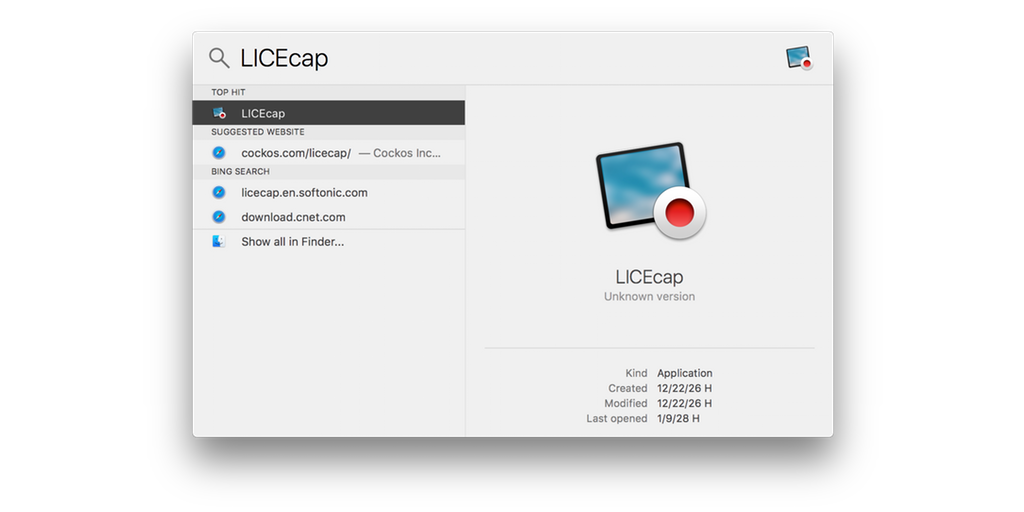 LICEcap
TOP HIT
LICEcap
SUGGESTED WEBSITE
cockos.com/licecap/ — Cockos Inc...
BING SEARCH
licecap.en.softonic.com
download.cnet.com
Show all in Finder...
LICEcap
Unknown version
Kind Application
Created 12/22/26 H
Modified 12/22/26 H
Last opened 1/9/28 H